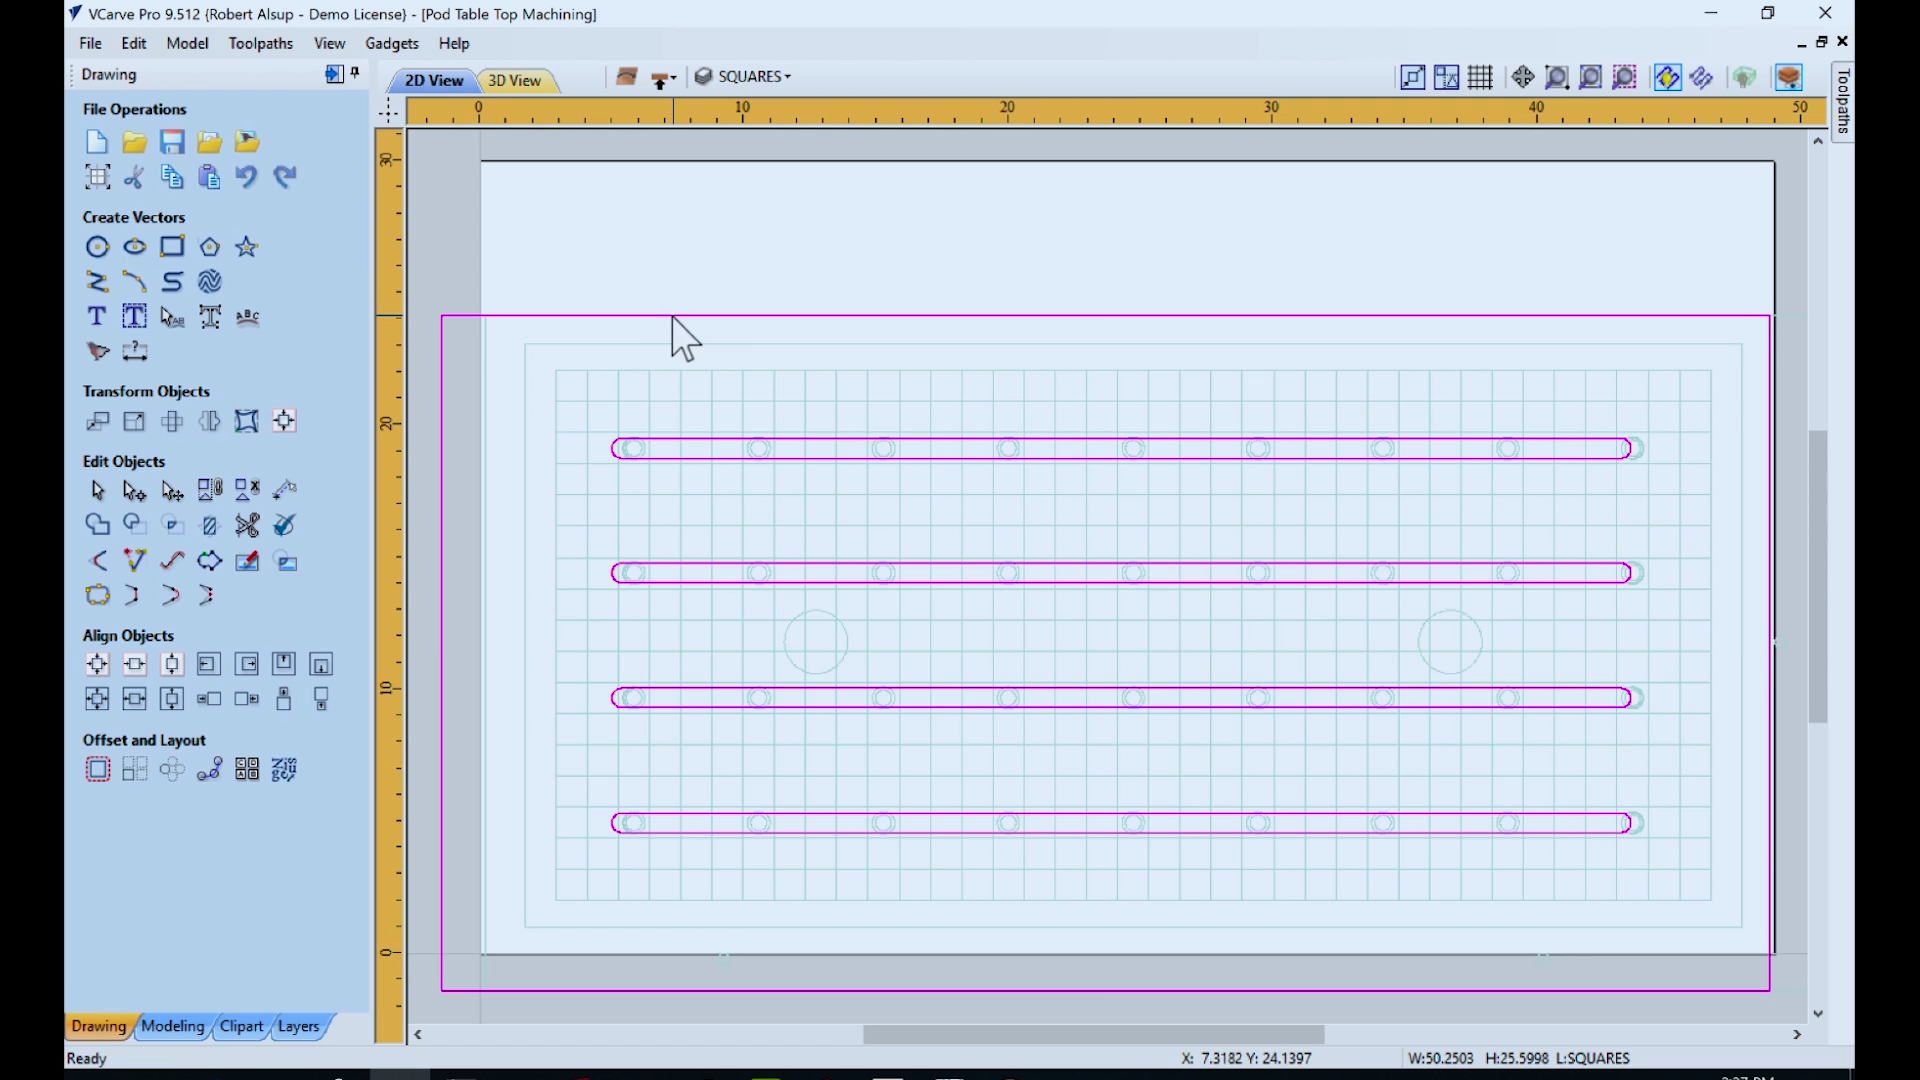 VCarve Pro 9.512 {Robert Alsup - Demo License} - [Pod Table Top Machining]
File Edit Model Toolpaths View Gadgets Help
Drawing
2D View 3D View SQUARES
Toolpaths
0 10 20 30 40 50
30
20
10
0
File Operations
Create Vectors
Transform Objects
Edit Objects
Align Objects
Offset and Layout
Drawing Modeling Clipart Layers
Ready
X: 7.3182 Y: 24.1397 W:50.2503 H:25.5998 L:SQUARES